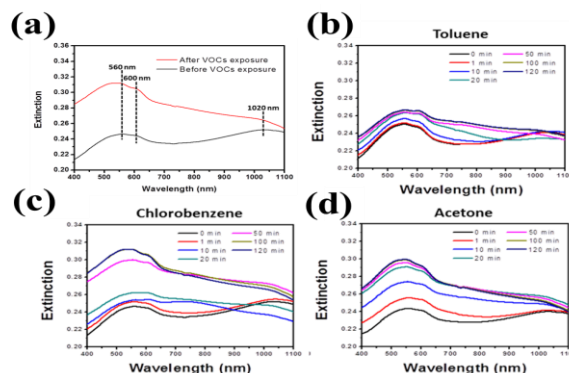 (a)
0.36
0.34
0.32
0.30
0.28
0.26
0.24
0.22
0.20
Extinction
560 nm
600 nm
1020 nm
After VOCs exposure
Before VOCs exposure
400 500 600 700 800 900 1000 1100
Wavelength (nm)
(b)
Toluene
0.32
0.30
0.28
0.26
0.24
0.22
0.20
Extinction
0 min
1 min
10 min
20 min
50 min
100 min
120 min
400 500 600 700 800 900 1000 1100
Wavelength (nm)
(c)
Chlorobenzene
0.34
0.32
0.30
0.28
0.26
0.24
0.22
0.20
Extinction
0 min
1 min
10 min
20 min
50 min
100 min
120 min
400 500 600 700 800 900 1000 1100
Wavelength (nm)
(d)
Acetone
0.34
0.32
0.30
0.28
0.26
0.24
0.22
0.20
Extinction
0 min
1 min
10 min
20 min
50 min
100 min
120 min
400 500 600 700 800 900 1000 1100
Wavelength (nm)